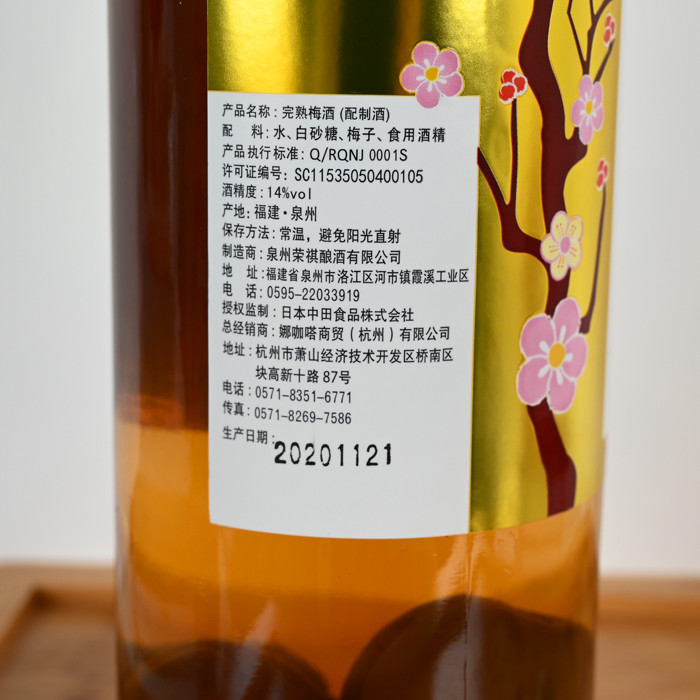 产品名称：完熟梅酒 (配制酒)
配 料：水、白砂糖、梅子、食用酒精
产品执行标准：Q/RQNJ 0001S
许可证编号：SC11535050400105
酒精度：14%vol
产地：福建·泉州
保存方法：常温，避免阳光直射
制造商：泉州荣祺酿酒有限公司
地 址：福建省泉州市洛江区河市镇霞溪工业区
电 话：0595-22033919
授权监制：日本中田食品株式会社
总经销商：娜咖嗒商贸（杭州）有限公司
地址：杭州市萧山经济技术开发区桥南区
块高新十路 87号
电话：0571-8351-6771
传真：0571-8269-7586
生产日期：20201121